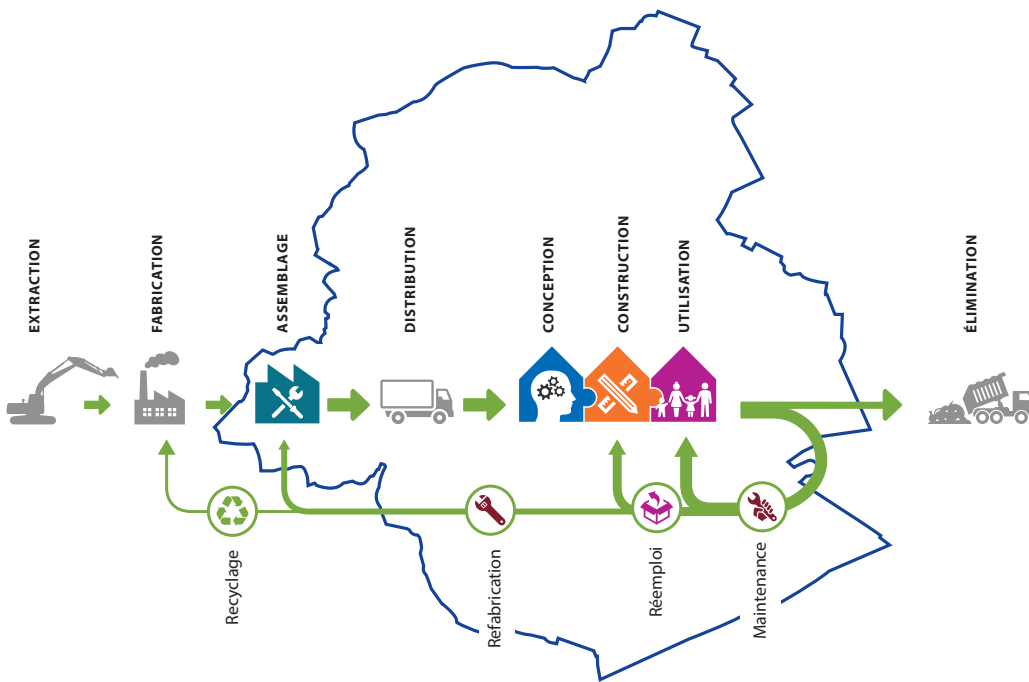 EXTRACTION
FABRICATION
ASSEMBLAGE
DISTRIBUTION
CONCEPTION
CONSTRUCTION
UTILISATION
ÉLIMINATION
Recyclage
Refabrication
Réemploi
Maintenance